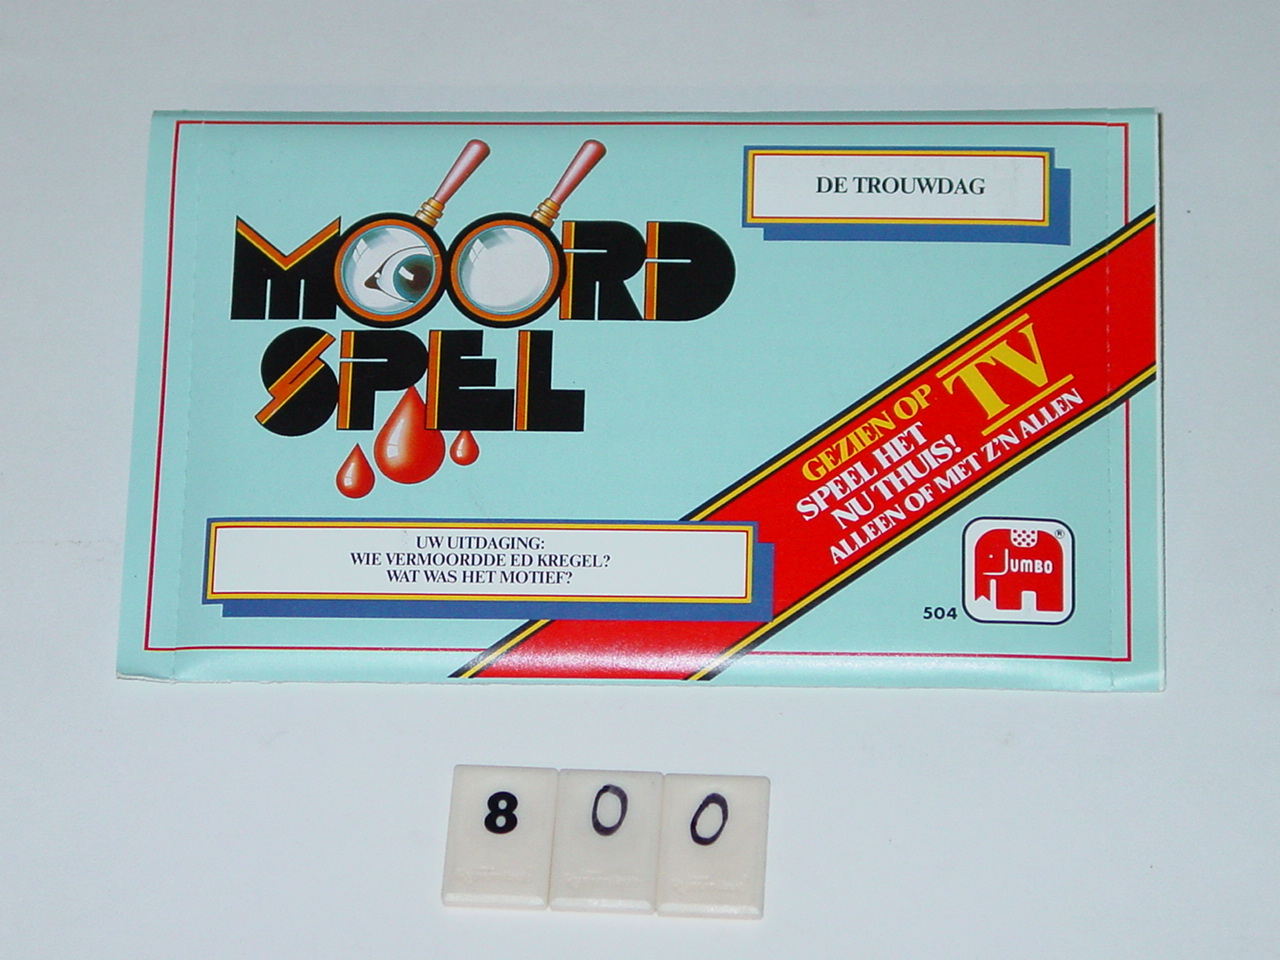 MOORD
SPEL
DE TROUWDAG
GEZIEN OP TV
SPEEL HET
NU THUIS!
ALLEEN OF MET Z'N ALLEN
UW UITDAGING:
WIE VERMOORDDE ED KREGEL?
WAT WAS HET MOTIEF?
504
JUMBO ®
8 0 0